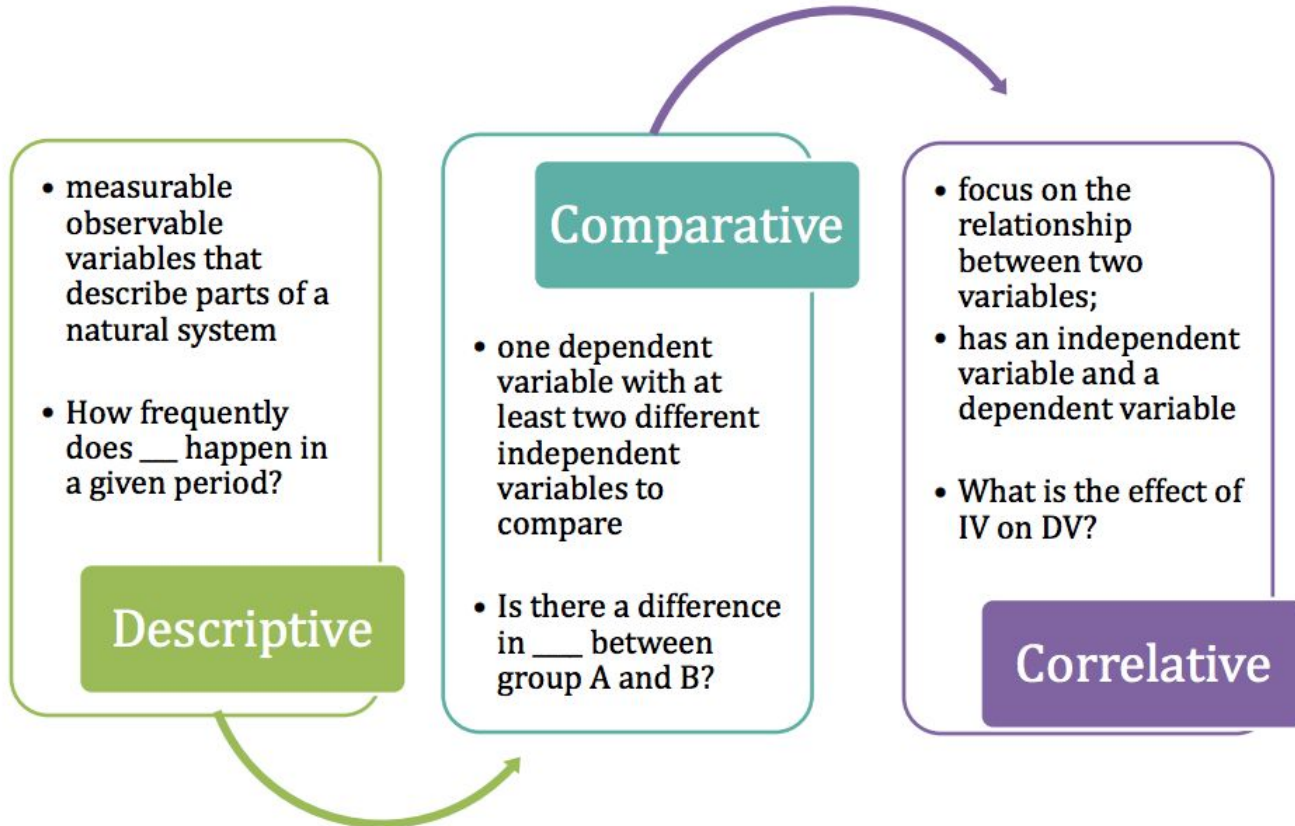 • measurable
observable
variables that
describe parts of a
natural system
• How frequently
does ___ happen in
a given period?
Descriptive
Comparative
• one dependent
variable with at
least two different
independent
variables to
compare
• Is there a difference
in ____ between
group A and B?
• focus on the
relationship
between two
variables;
• has an independent
variable and a
dependent variable
• What is the effect of
IV on DV?
Correlative